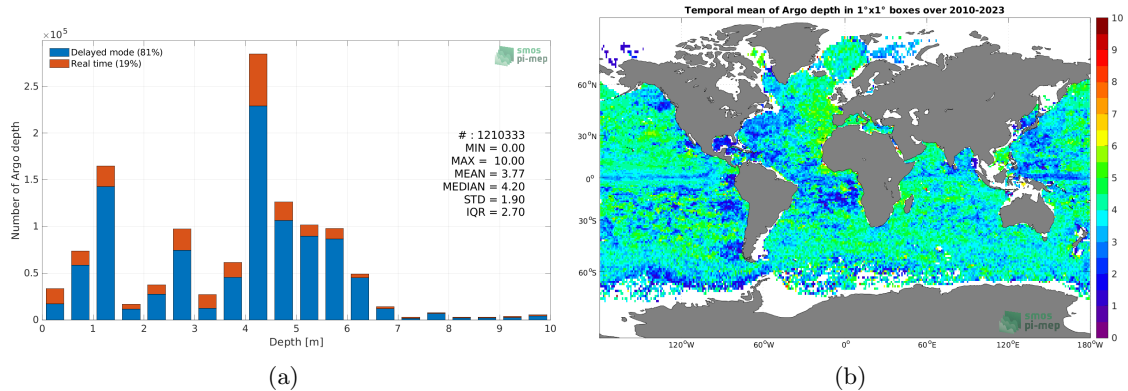 ×10⁵
Delayed mode (81%)
Real time (19%)
smos
pi-mep
2.5
2
1.5
1
0.5
0
Number of Argo depth
# : 1210333
MIN = 0.00
MAX = 10.00
MEAN = 3.77
MEDIAN = 4.20
STD = 1.90
IQR = 2.70
0 1 2 3 4 5 6 7 8 9 10
Depth [m]
(a)
Temporal mean of Argo depth in 1°x1° boxes over 2010-2023
60°N
30°N
0°
30°S
60°S
120°W 60°W 0° 60°E 120°E 180°W
smos
pi-mep
10
9
8
7
6
5
4
3
2
1
0
(b)